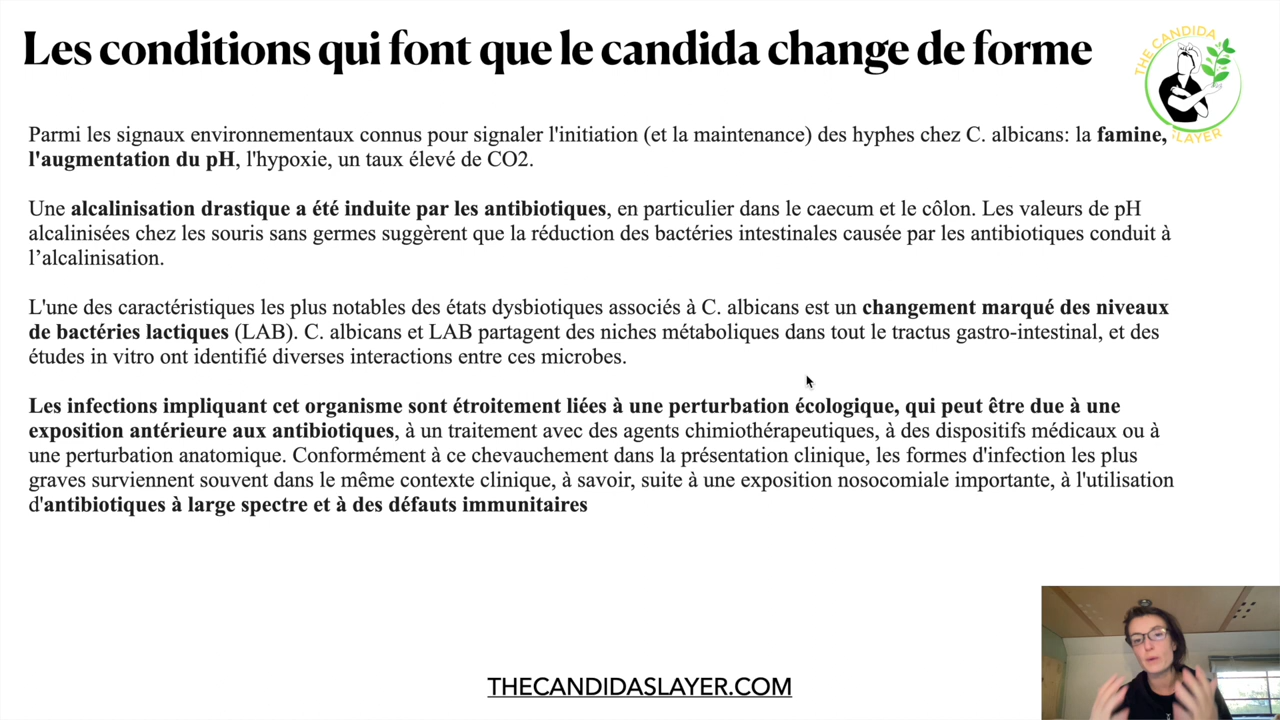 Les conditions qui font que le candida change de forme
THE CANDIDA
SLAYER
Parmi les signaux environnementaux connus pour signaler l'initiation (et la maintenance) des hyphes chez C. albicans: la famine,
l'augmentation du pH, l'hypoxie, un taux élevé de CO2.
Une alcalinisation drastique a été induite par les antibiotiques, en particulier dans le caecum et le côlon. Les valeurs de pH
alcalinisées chez les souris sans germes suggèrent que la réduction des bactéries intestinales causée par les antibiotiques conduit à
l’alcalinisation.
L'une des caractéristiques les plus notables des états dysbiotiques associés à C. albicans est un changement marqué des niveaux
de bactéries lactiques (LAB). C. albicans et LAB partagent des niches métaboliques dans tout le tractus gastro-intestinal, et des
études in vitro ont identifié diverses interactions entre ces microbes.
Les infections impliquant cet organisme sont étroitement liées à une perturbation écologique, qui peut être due à une
exposition antérieure aux antibiotiques, à un traitement avec des agents chimiothérapeutiques, à des dispositifs médicaux ou à
une perturbation anatomique. Conformément à ce chevauchement dans la présentation clinique, les formes d'infection les plus
graves surviennent souvent dans le même contexte clinique, à savoir, suite à une exposition nosocomiale importante, à l'utilisation
d'antibiotiques à large spectre et à des défauts immunitaires
THECANDIDASLAYER.COM